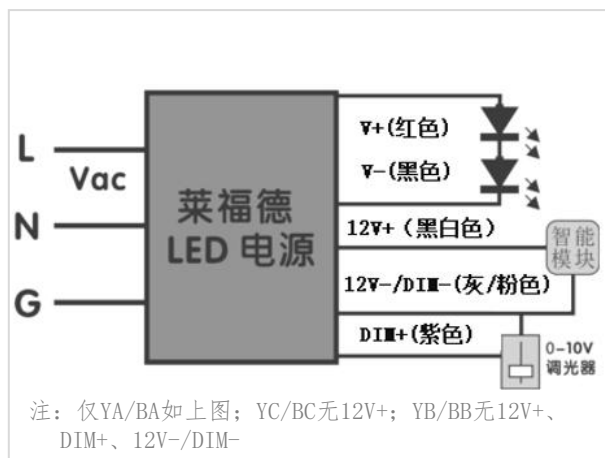 L
Vac
N
G
莱福德
LED 电源
V+(红色)
V-(黑色)
12V+（黑白色）
智能
模块
12V-/DIM-(灰/粉色)
DIM+(紫色)
0-10V
调光器
注：仅YA/BA如上图；YC/BC无12V+；YB/BB无12V+、
DIM+、12V-/DIM-